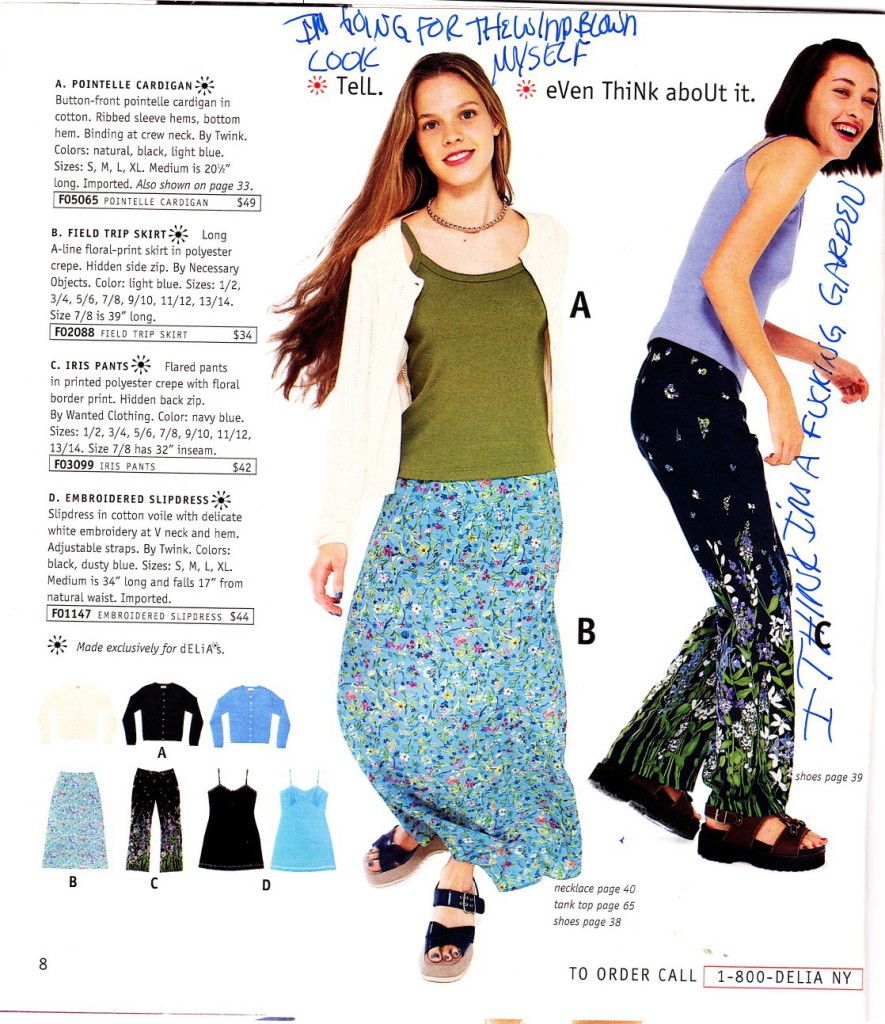 I'M GOING FOR THE WIND BLOWN
LOOK MYSELF
TelL.
eVen ThiNk aboUt it.
A. POINTELLE CARDIGAN
Button-front pointelle cardigan in
cotton. Ribbed sleeve hems, bottom
hem. Binding at crew neck. By Twink.
Colors: natural, black, light blue.
Sizes: S, M, L, XL. Medium is 20½”
long. Imported. Also shown on page 33.
F05065 POINTELLE CARDIGAN $49
B. FIELD TRIP SKIRT Long
A-line floral-print skirt in polyester
crepe. Hidden side zip. By Necessary
Objects. Color: light blue. Sizes: 1/2,
3/4, 5/6, 7/8, 9/10, 11/12, 13/14.
Size 7/8 is 39” long.
F02088 FIELD TRIP SKIRT $34
C. IRIS PANTS Flared pants
in printed polyester crepe with floral
border print. Hidden back zip.
By Wanted Clothing. Color: navy blue.
Sizes: 1/2, 3/4, 5/6, 7/8, 9/10, 11/12,
13/14. Size 7/8 has 32” inseam.
F03099 IRIS PANTS $42
D. EMBROIDERED SLIPDRESS
Slipdress in cotton voile with delicate
white embroidery at V neck and hem.
Adjustable straps. By Twink. Colors:
black, dusty blue. Sizes: S, M, L, XL.
Medium is 34” long and falls 17” from
natural waist. Imported.
F01147 EMBROIDERED SLIPDRESS $44
Made exclusively for dELiA*s.
A
B
C
D
A
B
C
I THINK I'M A FUCKING GARDEN
shoes page 39
necklace page 40
tank top page 65
shoes page 38
8
TO ORDER CALL 1-800-DELIA NY